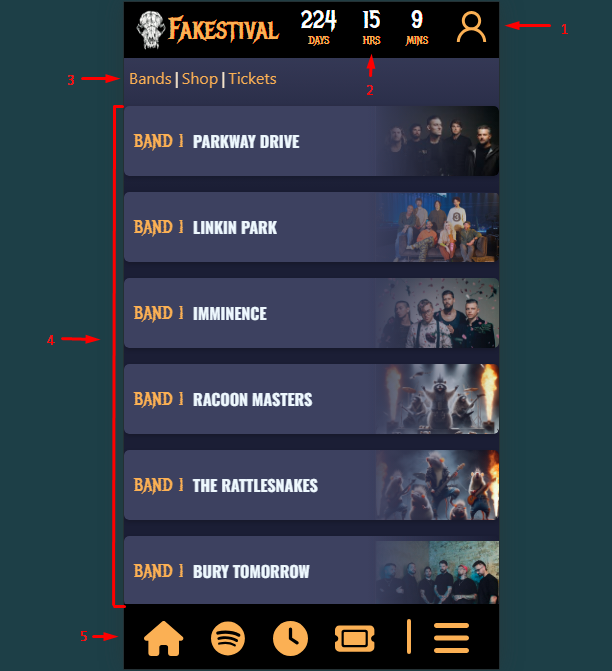 Fakestival
224 15 9
DAYS HRS MINS
1
2
3
Bands | Shop | Tickets
BAND 1 PARKWAY DRIVE
BAND 1 LINKIN PARK
BAND 1 IMMINENCE
4
BAND 1 RACOON MASTERS
BAND 1 THE RATTLESNAKES
BAND 1 BURY TOMORROW
5